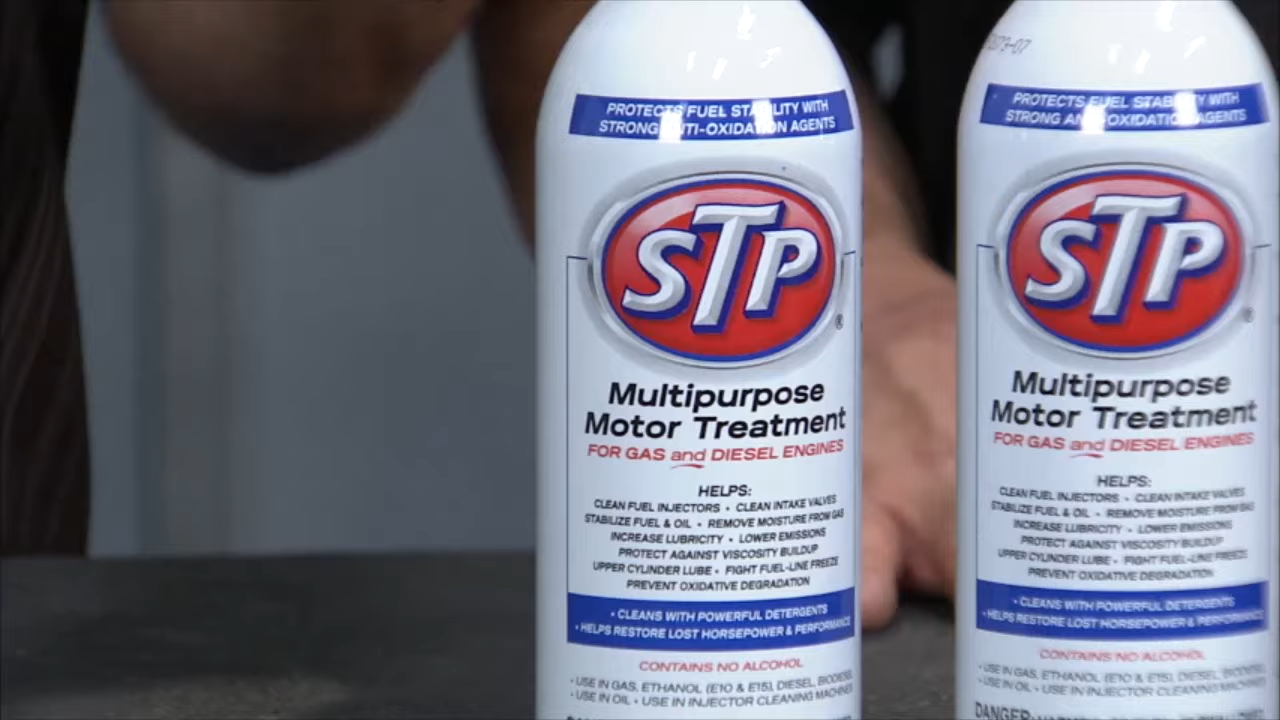 PROTECTS FUEL STABILITY WITH
STRONG ANTI-OXIDATION AGENTS
STP
®
Multipurpose
Motor Treatment
FOR GAS and DIESEL ENGINES
HELPS:
CLEAN FUEL INJECTORS • CLEAN INTAKE VALVES
STABILIZE FUEL & OIL • REMOVE MOISTURE FROM GAS
INCREASE LUBRICITY • LOWER EMISSIONS
PROTECT AGAINST VISCOSITY BUILDUP
UPPER CYLINDER LUBE • FIGHT FUEL-LINE FREEZE
PREVENT OXIDATIVE DEGRADATION
• CLEANS WITH POWERFUL DETERGENTS
• HELPS RESTORE LOST HORSEPOWER & PERFORMANCE
CONTAINS NO ALCOHOL
• USE IN GAS, ETHANOL (E10 & E15), DIESEL, BIODIESEL
• USE IN OIL • USE IN INJECTOR CLEANING MACHINES
PROTECTS FUEL STABILITY WITH
STRONG ANTI-OXIDATION AGENTS
STP
®
Multipurpose
Motor Treatment
FOR GAS and DIESEL ENGINES
HELPS:
CLEAN FUEL INJECTORS • CLEAN INTAKE VALVES
STABILIZE FUEL & OIL • REMOVE MOISTURE FROM GAS
INCREASE LUBRICITY • LOWER EMISSIONS
PROTECT AGAINST VISCOSITY BUILDUP
UPPER CYLINDER LUBE • FIGHT FUEL-LINE FREEZE
PREVENT OXIDATIVE DEGRADATION
• CLEANS WITH POWERFUL DETERGENTS
• HELPS RESTORE LOST HORSEPOWER & PERFORMANCE
CONTAINS NO ALCOHOL
• USE IN GAS, ETHANOL (E10 & E15), DIESEL, BIODIESEL
• USE IN OIL • USE IN INJECTOR CLEANING MACHINES
DANGER: